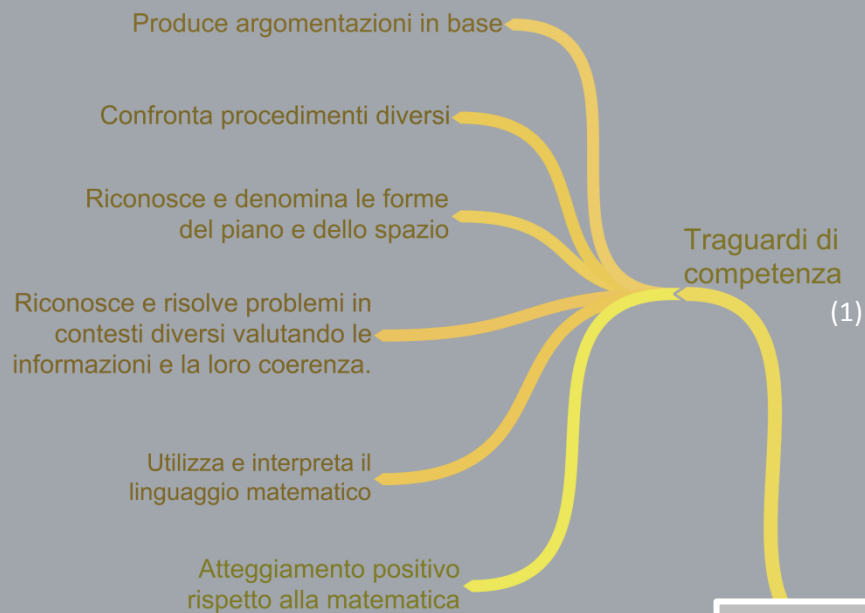 Produce argomentazioni in base
Confronta procedimenti diversi
Riconosce e denomina le forme
del piano e dello spazio
Riconosce e risolve problemi in
contesti diversi valutando le
informazioni e la loro coerenza.
Utilizza e interpreta il
linguaggio matematico
Atteggiamento positivo
rispetto alla matematica
Traguardi di
competenza
(1)